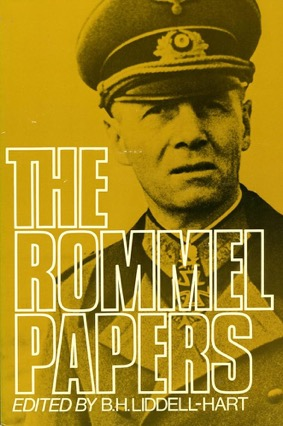 THE
ROMMEL
PAPERS
EDITED BY B.H. LIDDELL-HART